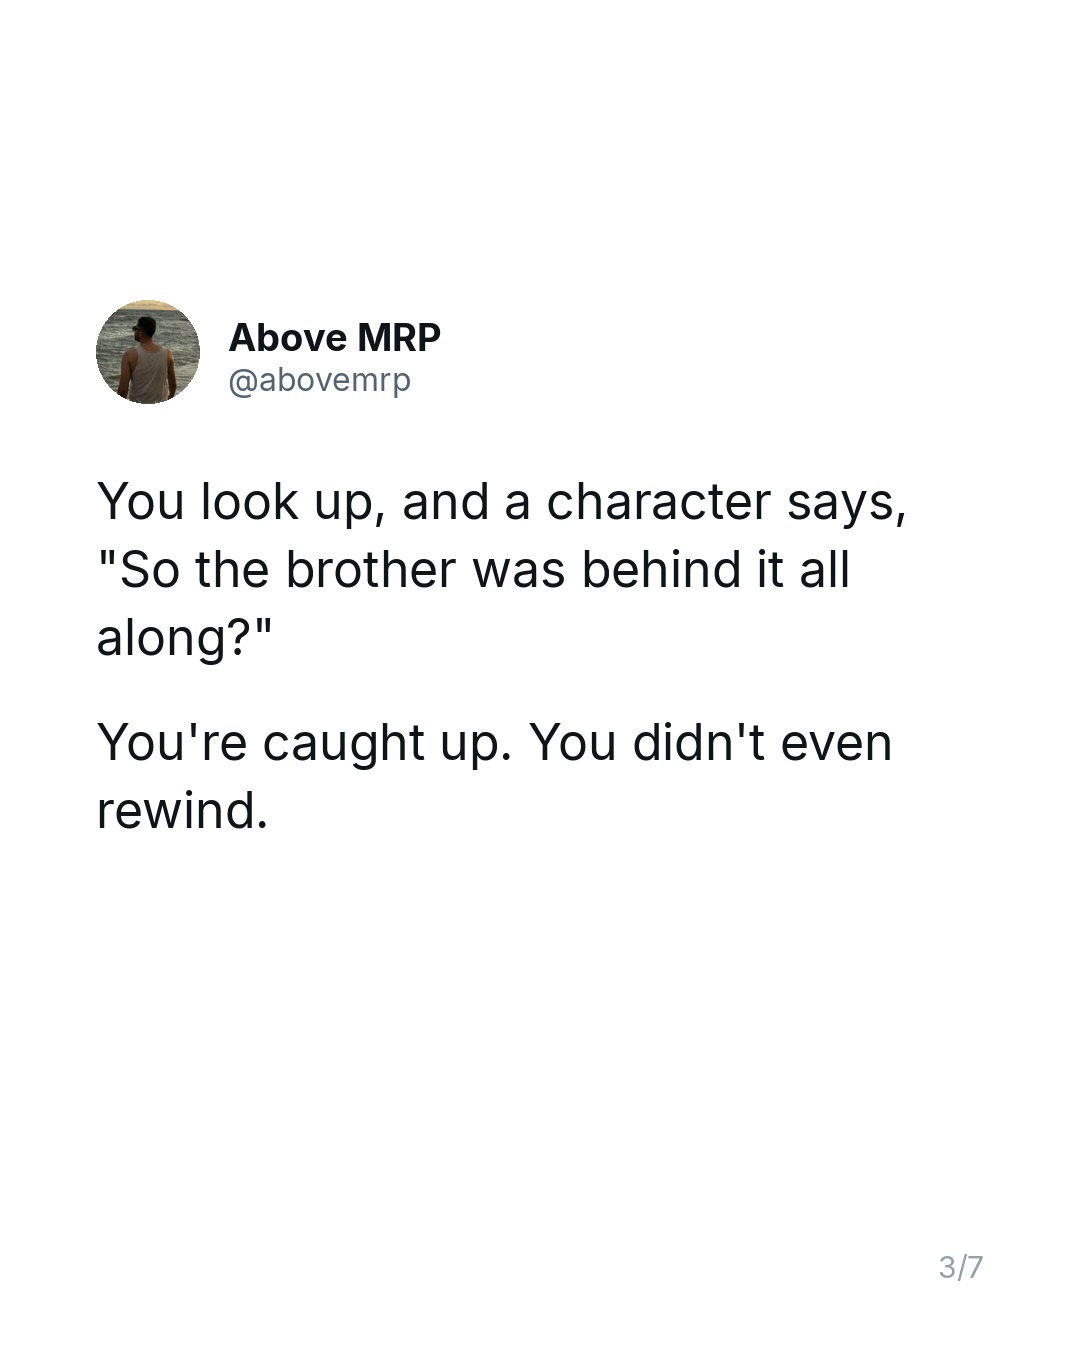 Above MRP
@abovemrp
You look up, and a character says,
"So the brother was behind it all
along?"
You're caught up. You didn't even
rewind.
3/7